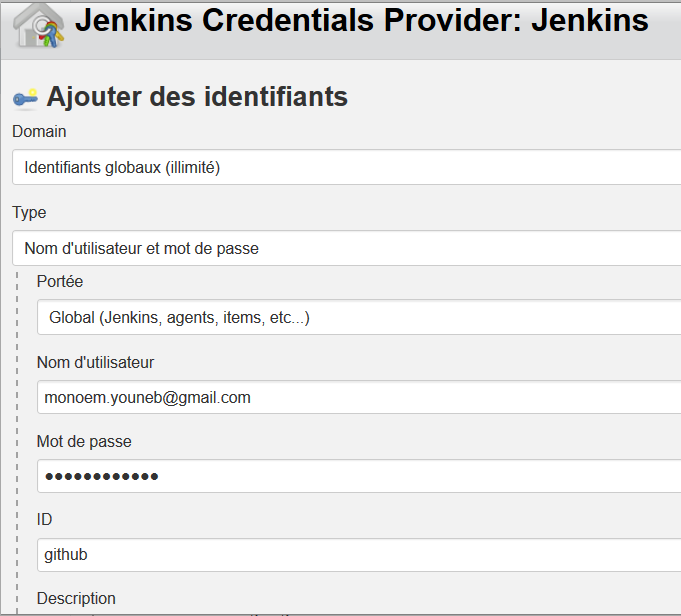 Jenkins Credentials Provider: Jenkins
Ajouter des identifiants
Domain
Identifiants globaux (illimité)
Type
Nom d'utilisateur et mot de passe
Portée
Global (Jenkins, agents, items, etc...)
Nom d'utilisateur
monoem.youneb@gmail.com
Mot de passe
••••••••••••
ID
github
Description